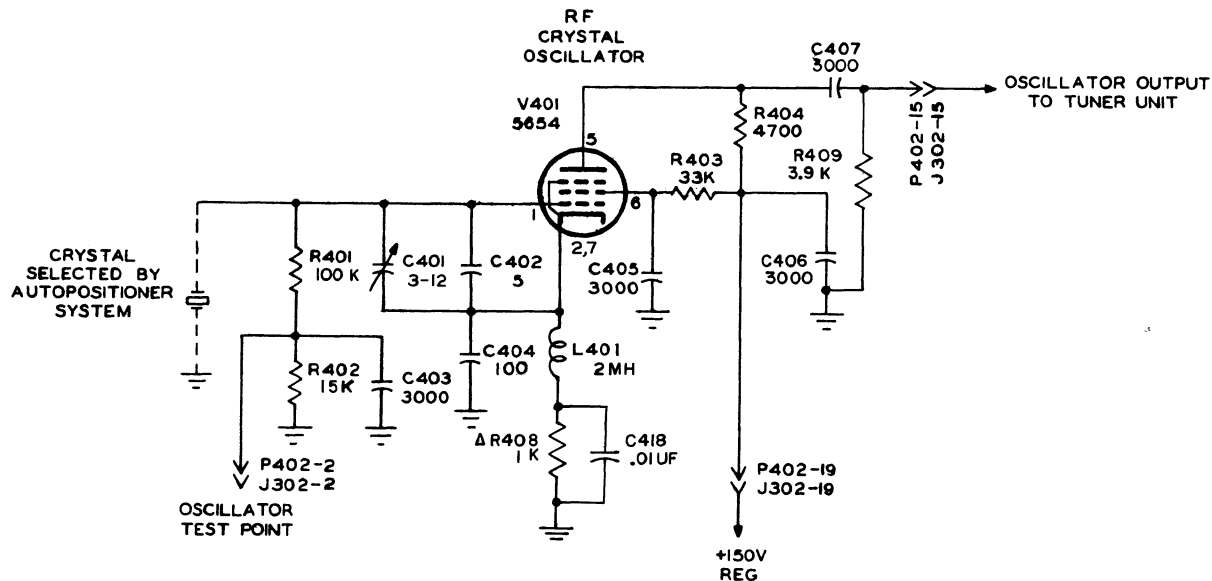 RF
CRYSTAL
OSCILLATOR
V401
5654
5
1
2,7
6
C407
3000
R404
4700
R403
33K
R409
3.9 K
P402-15
J302-15
OSCILLATOR OUTPUT
TO TUNER UNIT
CRYSTAL
SELECTED BY
AUTOPOSITIONER
SYSTEM
R401
100 K
C401
3-12
C402
5
C405
3000
C406
3000
R402
15K
C403
3000
C404
100
L401
2MH
Δ R408
1 K
C418
.01UF
P402-2
J302-2
OSCILLATOR
TEST POINT
P402-19
J302-19
+150V
REG